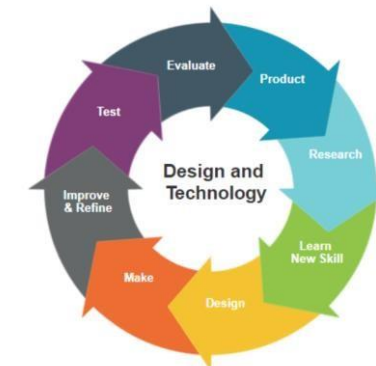 Design and
Technology
Product
Research
Learn
New Skill
Design
Make
Improve
& Refine
Test
Evaluate